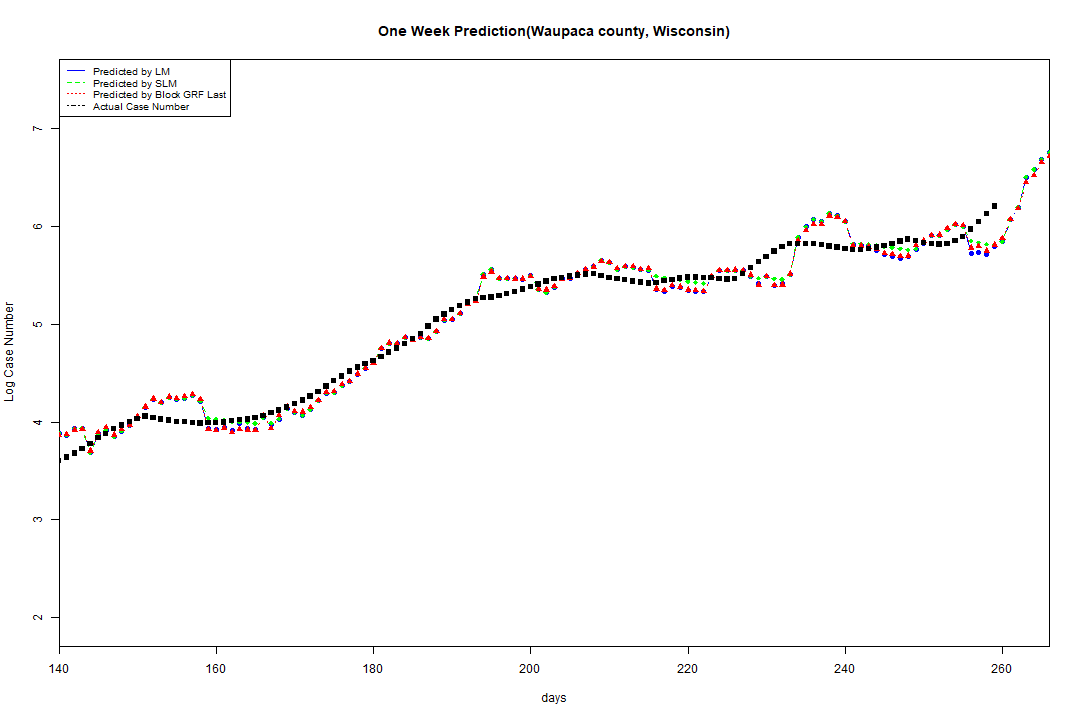 One Week Prediction(Waupaca county, Wisconsin)
Predicted by LM
Predicted by SLM
Predicted by Block GRF Last
Actual Case Number
7
6
5
4
3
2
Log Case Number
140 160 180 200 220 240 260
days